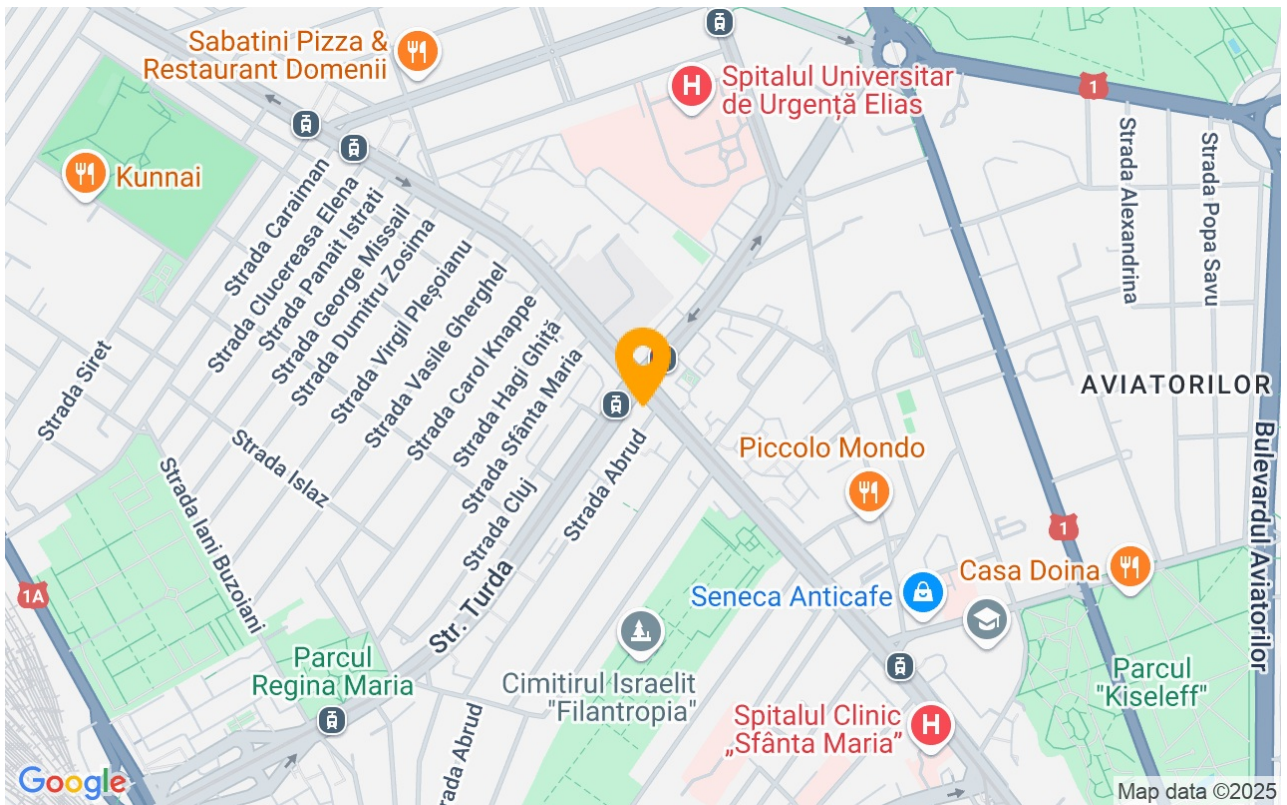 Sabatini Pizza &
Restaurant Domenii
H
Spitalul Universitar
de Urgență Elias
1
Kunnai
Strada Caraiman
Strada Clucereasa Elena
Strada Panait Istrati
Strada George Missail
Strada Dumitru Zosima
Strada Virgil Pleșoianu
Strada Vasile Gherghel
Strada Carol Knappe
Strada Hagi Ghiță
Strada Sfânta Maria
Strada Cluj
Strada Abrud
Strada Alexandrina
Strada Popa Savu
Strada Siret
Strada Islaz
Strada Iani Buzoiani
AVIATORILOR
Piccolo Mondo
1
Bulevardul Aviatorilor
1A
Str. Turda
Seneca Anticafe
Casa Doina
Parcul
Regina Maria
Cimitirul Israelit
"Filantropia"
Parcul
"Kiseleff"
Strada Abrud
Spitalul Clinic
„Sfânta Maria”
H
Google
Map data ©2025